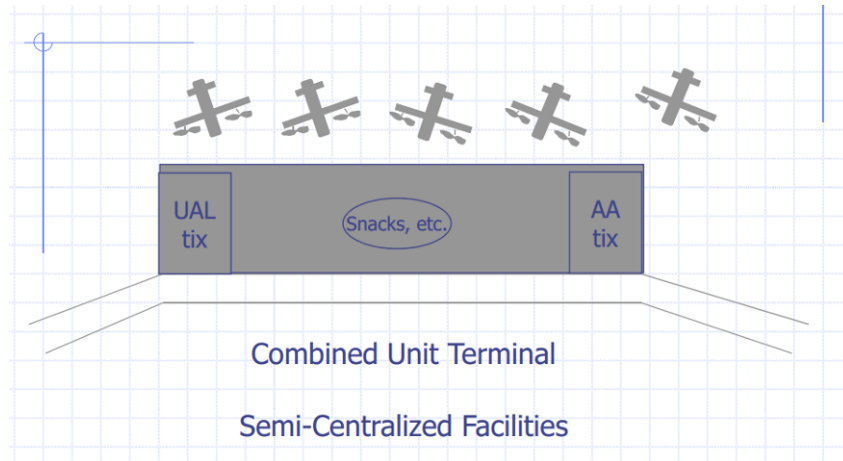 UAL
tix
Snacks, etc.
AA
tix
Combined Unit Terminal
Semi-Centralized Facilities